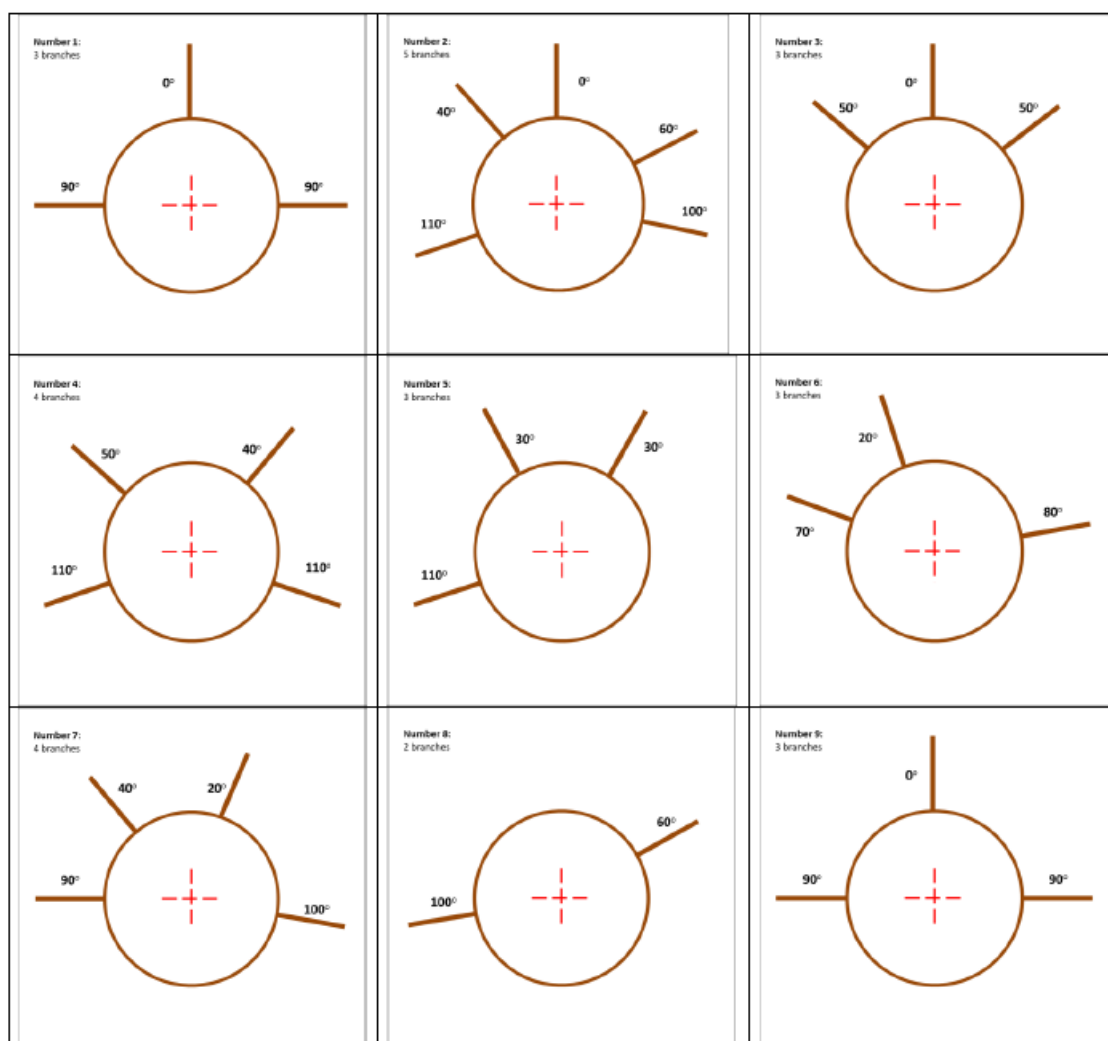 Number 1:
3 branches
0°
90°
90°
Number 2:
5 branches
0°
40°
60°
100°
110°
Number 3:
3 branches
0°
50°
50°
Number 4:
4 branches
50°
40°
110°
110°
Number 5:
3 branches
30°
30°
110°
Number 6:
3 branches
20°
80°
70°
Number 7:
4 branches
40°
20°
90°
100°
Number 8:
2 branches
60°
100°
Number 9:
3 branches
0°
90°
90°